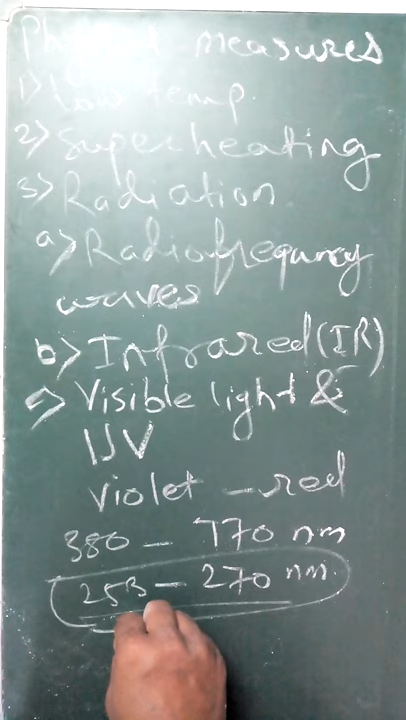 Physical measures
1) Low temp.
2) Superheating
3) Radiation
a) Radiofrequency
waves
b) Infrared (IR)
c) Visible light &
UV
violet - red
380 - 770 nm
253 - 270 nm.